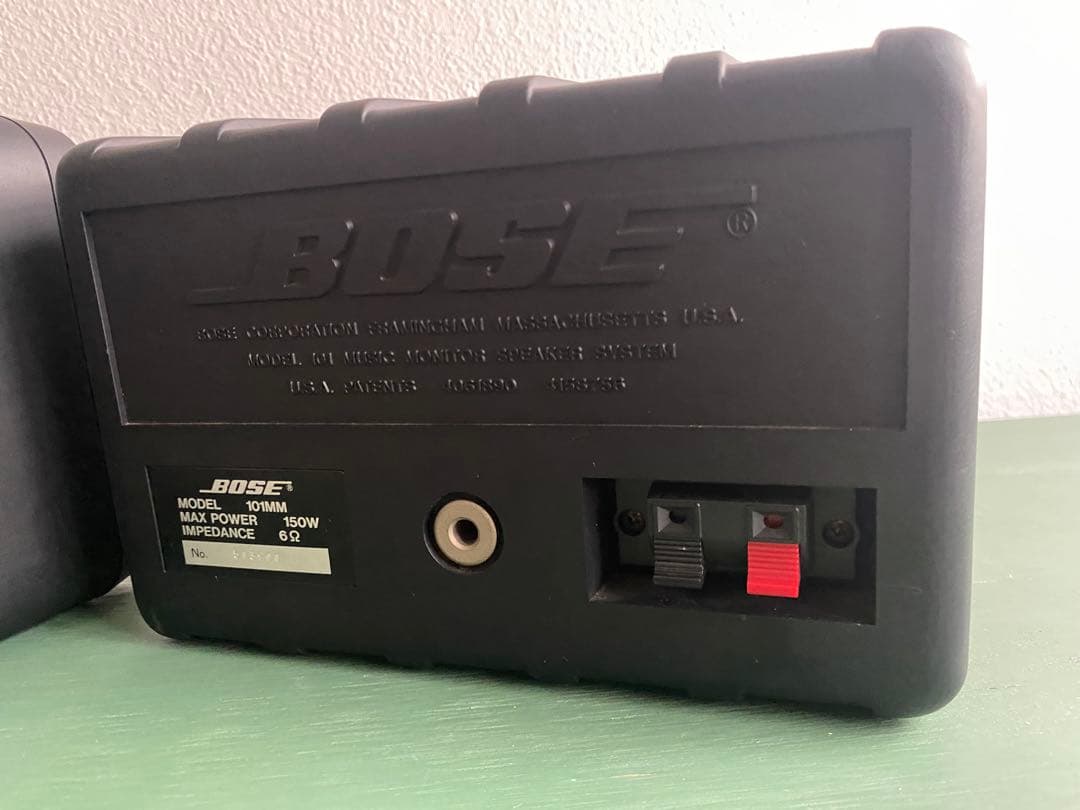 BOSE®
BOSE CORPORATION FRAMINGHAM MASSACHUSETTS U.S.A.
MODEL 101 MUSIC MONITOR SPEAKER SYSTEM
U.S.A. PATENTS 4061890
BOSE®
MODEL 101MM
MAX POWER 150W
IMPEDANCE 6Ω
No.